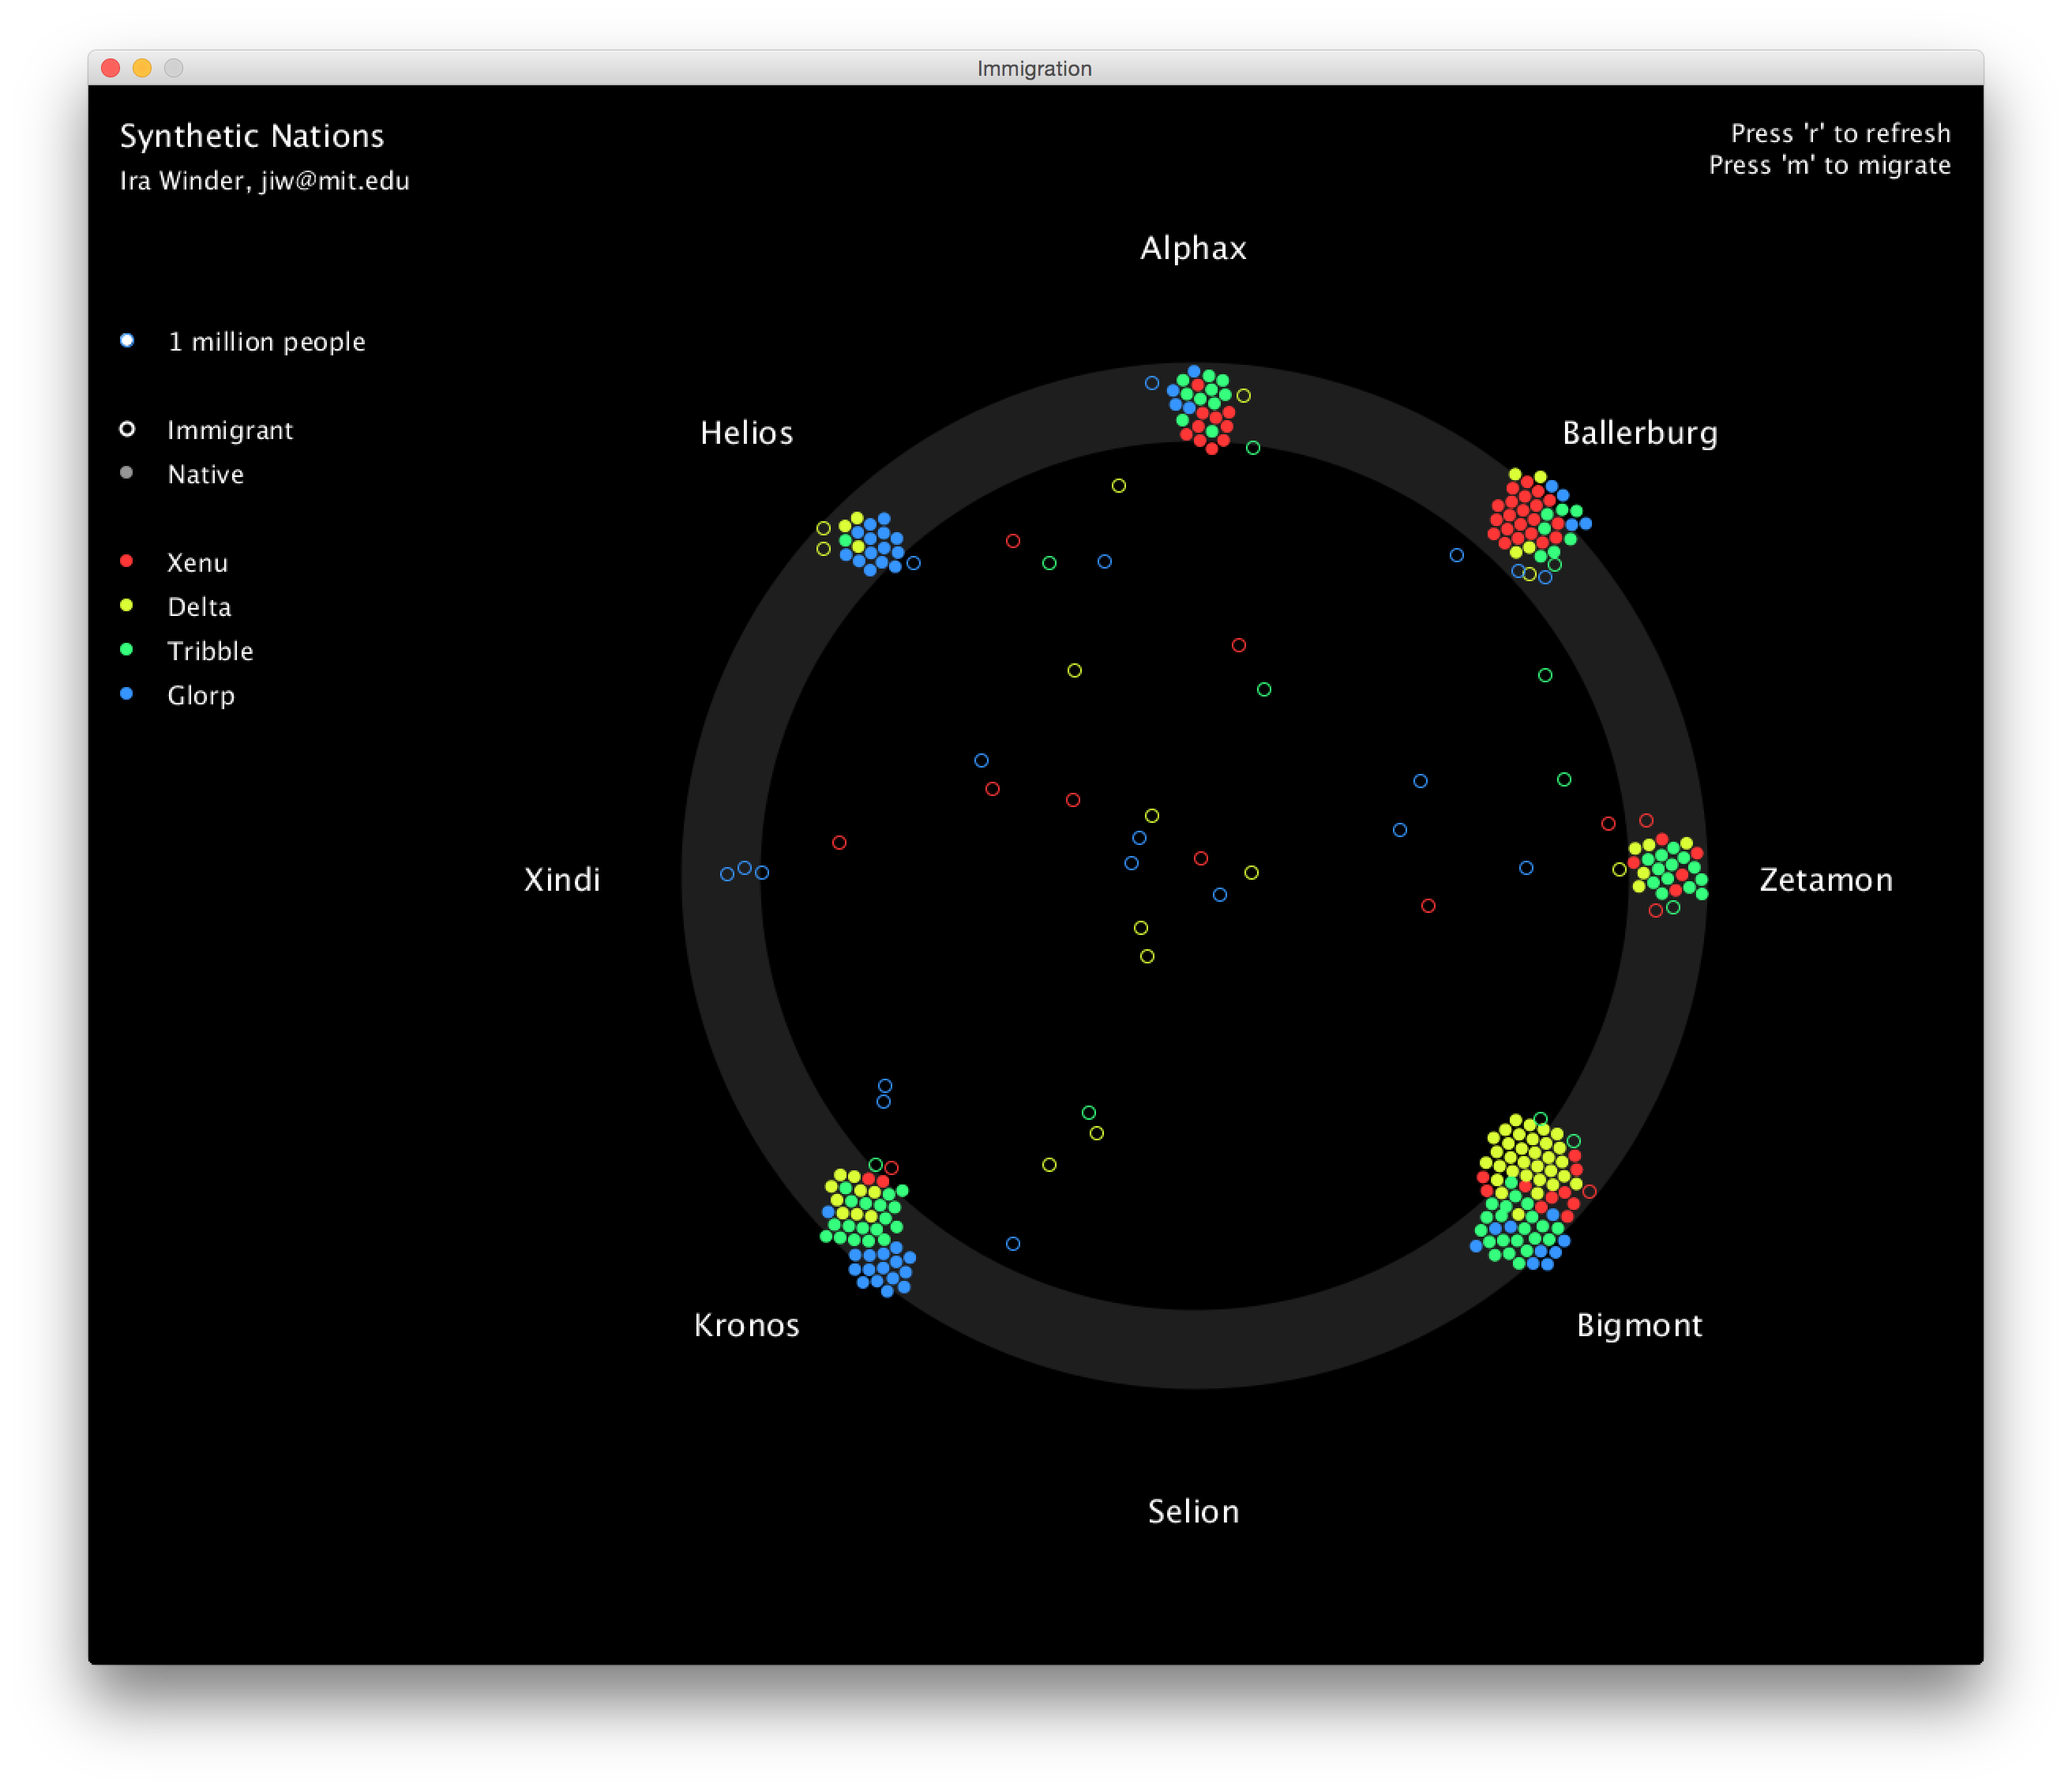 Immigration
Synthetic Nations
Ira Winder, jiw@mit.edu
Press 'r' to refresh
Press 'm' to migrate
1 million people
Immigrant
Native
Xenu
Delta
Tribble
Glorp
Alphax
Helios
Ballerburg
Xindi
Zetamon
Kronos
Bigmont
Selion